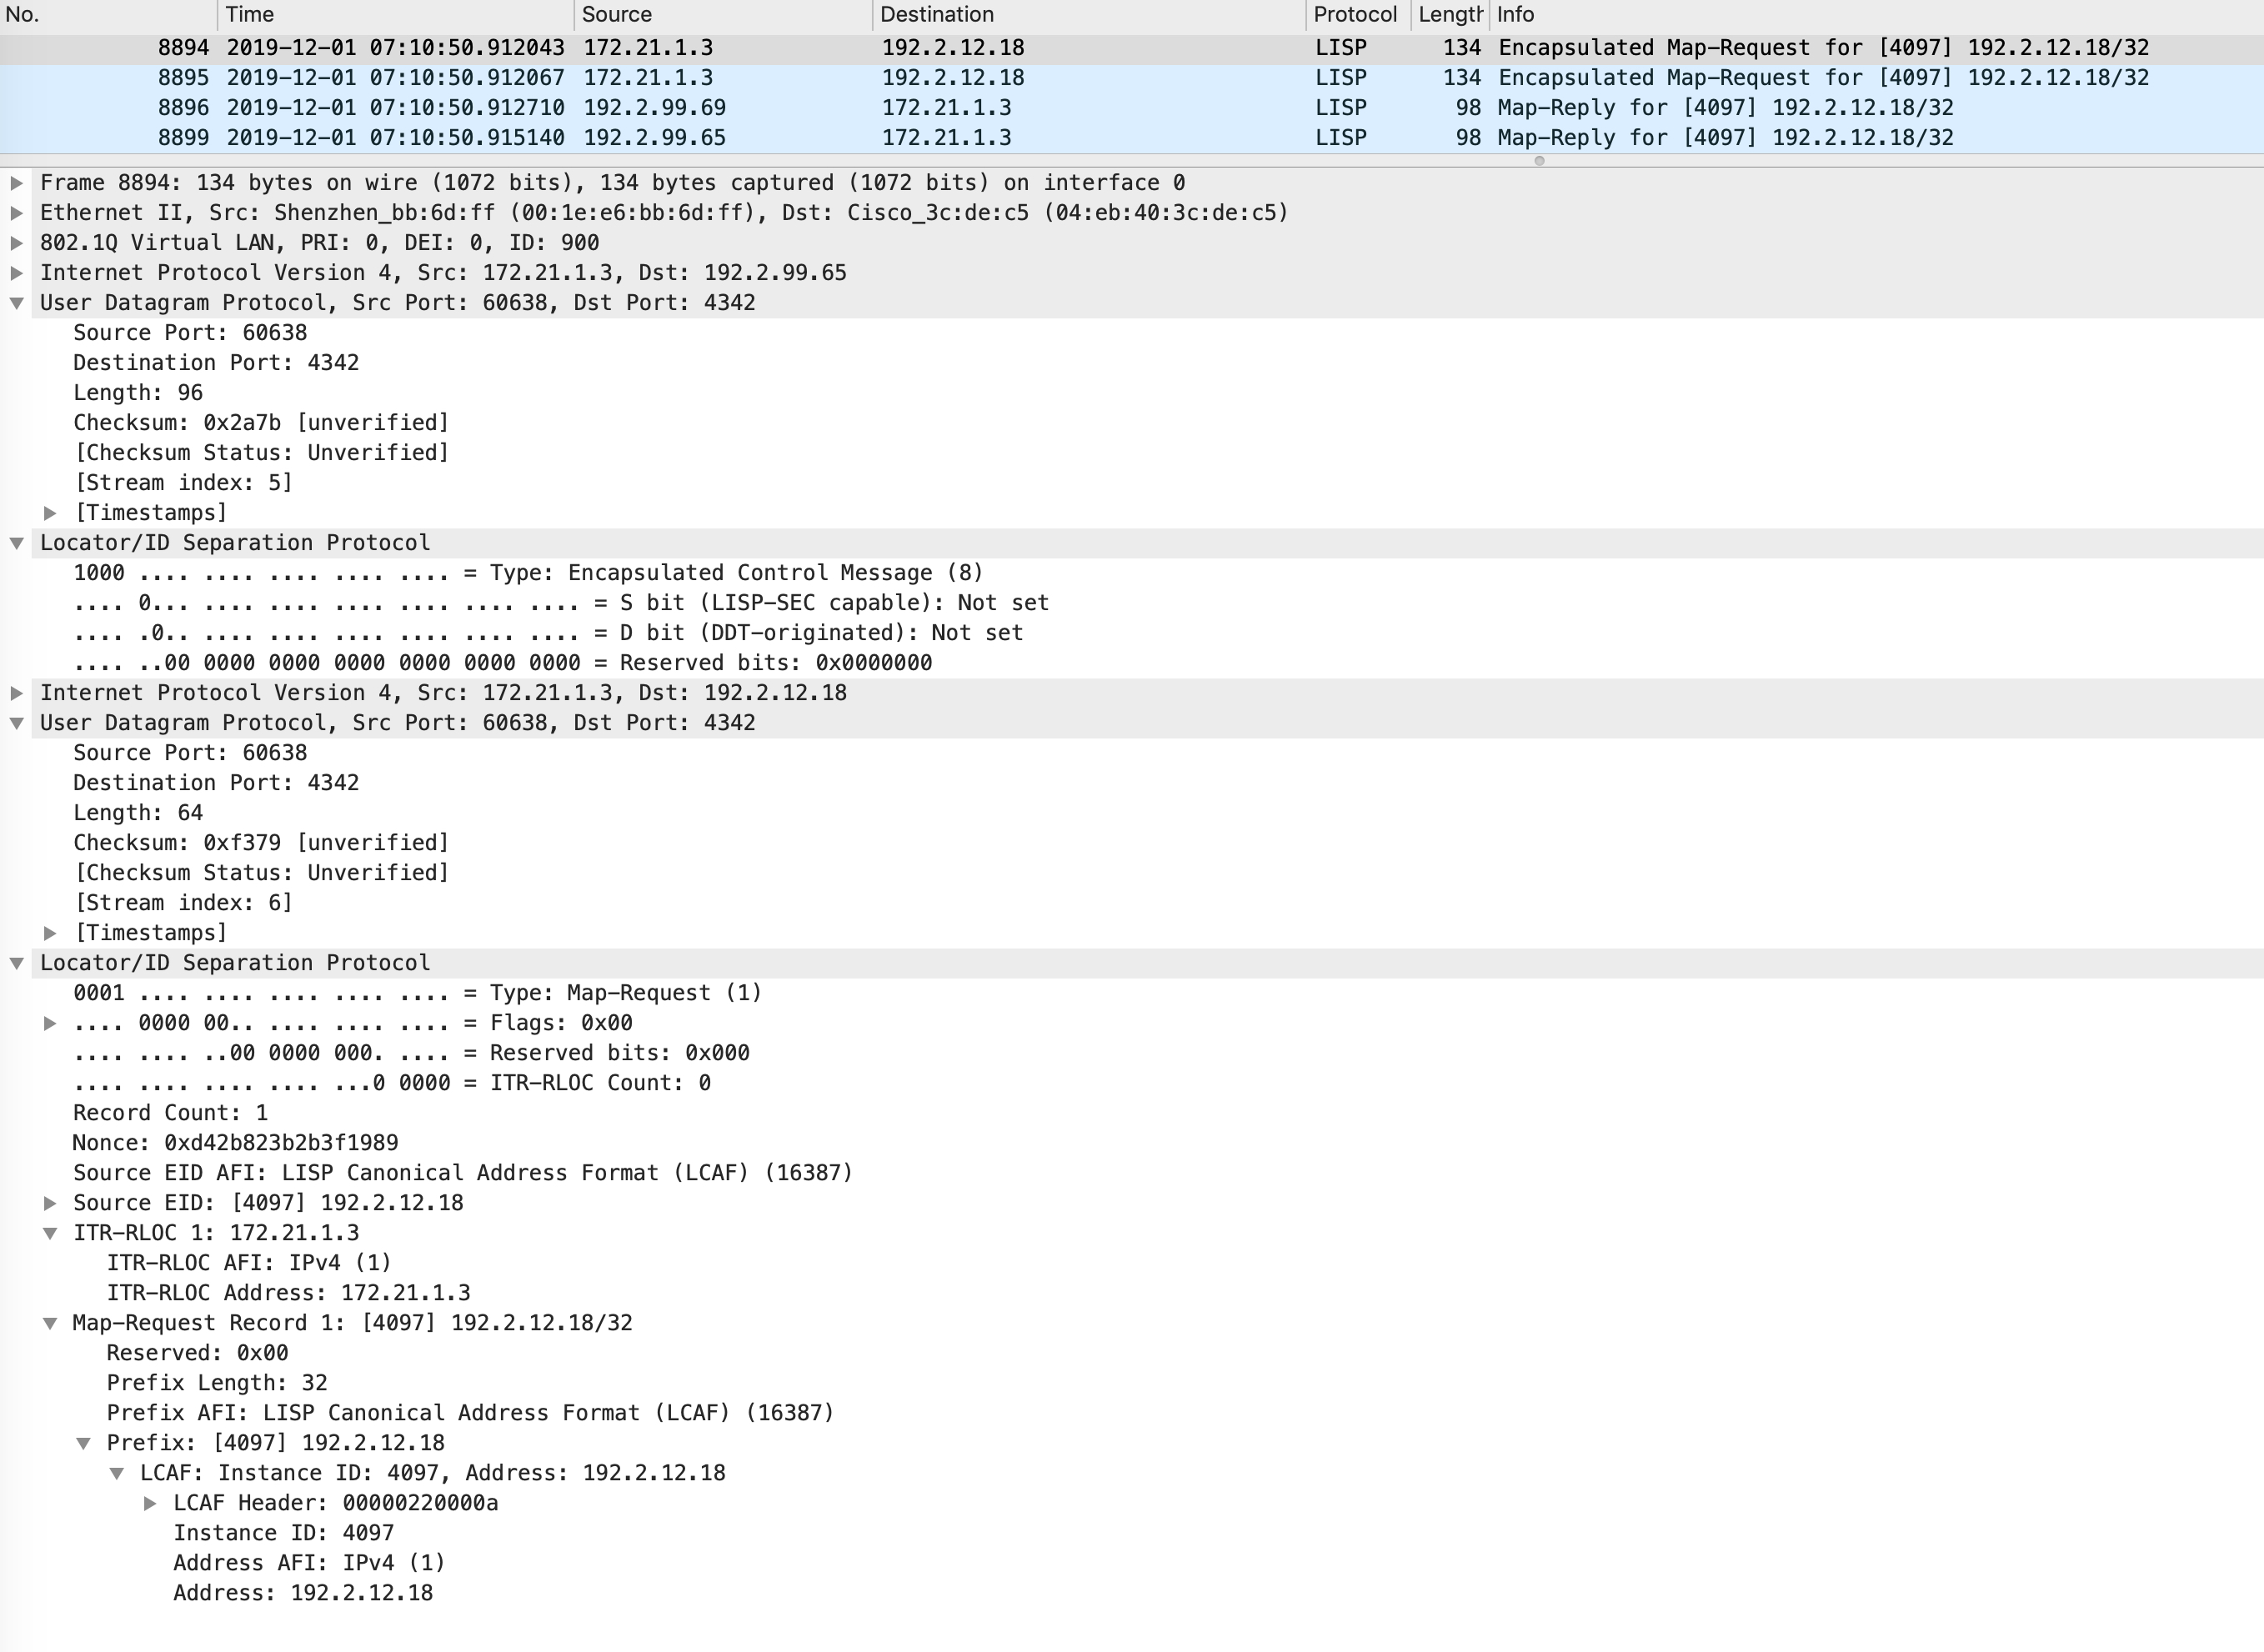 No. Time Source Destination Protocol Length Info
8894 2019-12-01 07:10:50.912043 172.21.1.3 192.2.12.18 LISP 134 Encapsulated Map-Request for [4097] 192.2.12.18/32
8895 2019-12-01 07:10:50.912067 172.21.1.3 192.2.12.18 LISP 134 Encapsulated Map-Request for [4097] 192.2.12.18/32
8896 2019-12-01 07:10:50.912710 192.2.99.69 172.21.1.3 LISP 98 Map-Reply for [4097] 192.2.12.18/32
8899 2019-12-01 07:10:50.915140 192.2.99.65 172.21.1.3 LISP 98 Map-Reply for [4097] 192.2.12.18/32
Frame 8894: 134 bytes on wire (1072 bits), 134 bytes captured (1072 bits) on interface 0
Ethernet II, Src: Shenzhen_bb:6d:ff (00:1e:e6:bb:6d:ff), Dst: Cisco_3c:de:c5 (04:eb:40:3c:de:c5)
802.1Q Virtual LAN, PRI: 0, DEI: 0, ID: 900
Internet Protocol Version 4, Src: 172.21.1.3, Dst: 192.2.99.65
User Datagram Protocol, Src Port: 60638, Dst Port: 4342
Source Port: 60638
Destination Port: 4342
Length: 96
Checksum: 0x2a7b [unverified]
[Checksum Status: Unverified]
[Stream index: 5]
[Timestamps]
Locator/ID Separation Protocol
1000 .... .... .... .... .... = Type: Encapsulated Control Message (8)
.... 0... .... .... .... .... .... .... = S bit (LISP-SEC capable): Not set
.... .0.. .... .... .... .... .... .... = D bit (DDT-originated): Not set
.... ..00 0000 0000 0000 0000 0000 0000 = Reserved bits: 0x0000000
Internet Protocol Version 4, Src: 172.21.1.3, Dst: 192.2.12.18
User Datagram Protocol, Src Port: 60638, Dst Port: 4342
Source Port: 60638
Destination Port: 4342
Length: 64
Checksum: 0xf379 [unverified]
[Checksum Status: Unverified]
[Stream index: 6]
[Timestamps]
Locator/ID Separation Protocol
0001 .... .... .... .... .... = Type: Map-Request (1)
.... 0000 00.. .... .... .... = Flags: 0x00
.... .... ..00 0000 000. .... = Reserved bits: 0x000
.... .... .... .... ...0 0000 = ITR-RLOC Count: 0
Record Count: 1
Nonce: 0xd42b823b2b3f1989
Source EID AFI: LISP Canonical Address Format (LCAF) (16387)
Source EID: [4097] 192.2.12.18
ITR-RLOC 1: 172.21.1.3
ITR-RLOC AFI: IPv4 (1)
ITR-RLOC Address: 172.21.1.3
Map-Request Record 1: [4097] 192.2.12.18/32
Reserved: 0x00
Prefix Length: 32
Prefix AFI: LISP Canonical Address Format (LCAF) (16387)
Prefix: [4097] 192.2.12.18
LCAF: Instance ID: 4097, Address: 192.2.12.18
LCAF Header: 00000220000a
Instance ID: 4097
Address AFI: IPv4 (1)
Address: 192.2.12.18